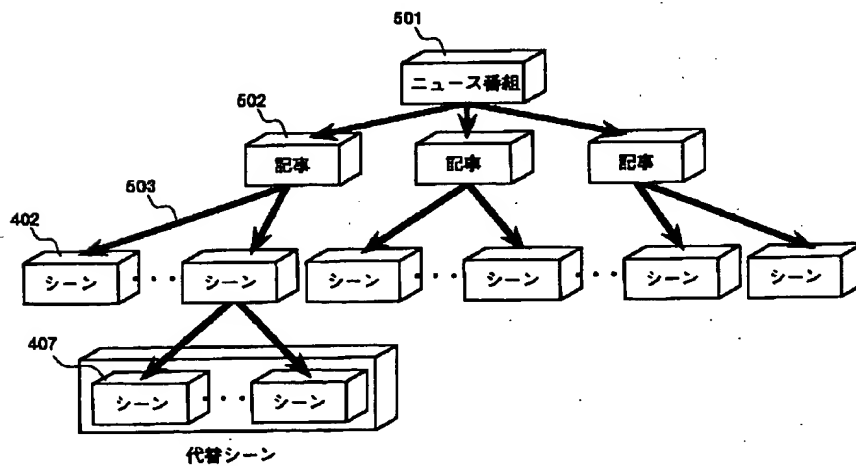 501
ニュース番組
502
記事
記事
記事
503
402
シーン
シーン
シーン
シーン
シーン
シーン
407
シーン
シーン
代替シーン